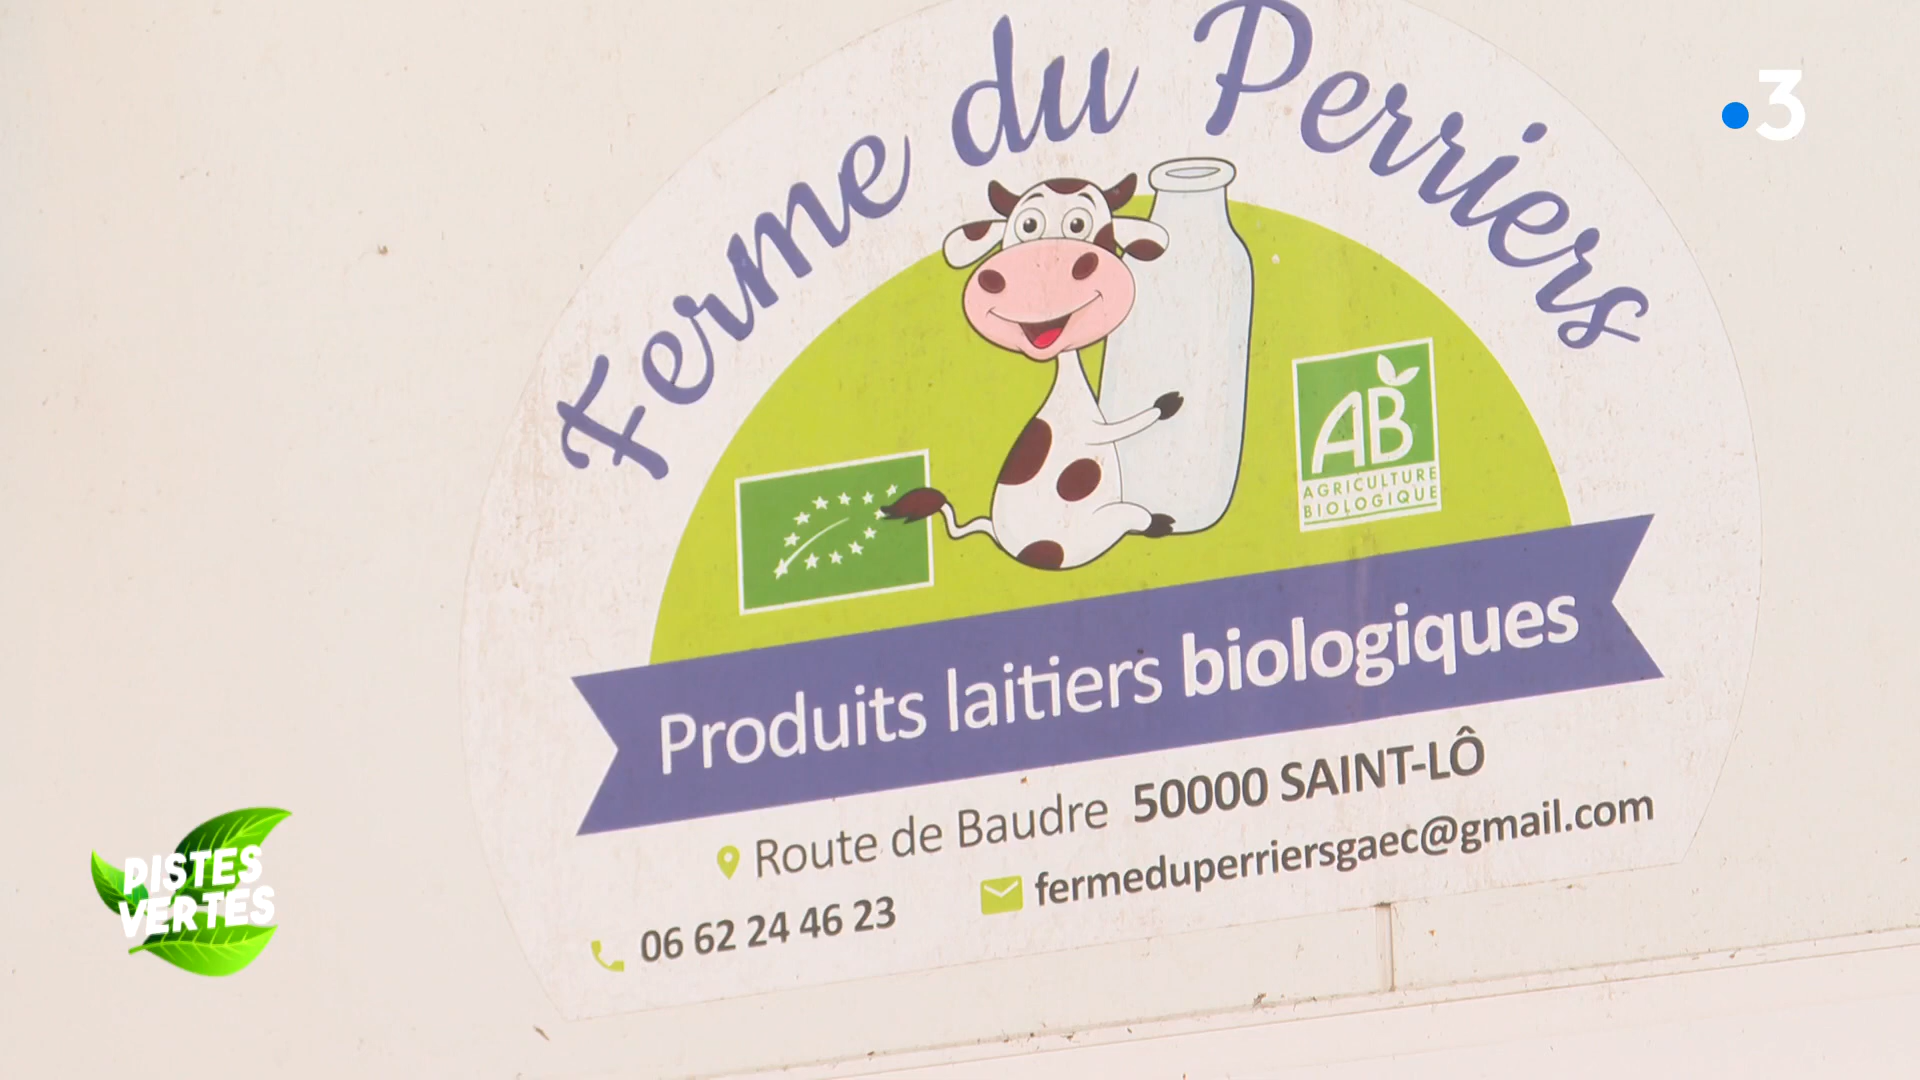 Ferme du Perriers
3
AB
AGRICULTURE
BIOLOGIQUE
Produits laitiers biologiques
Route de Baudre 50000 SAINT-LÔ
06 62 24 46 23
fermeduperriersgaec@gmail.com
PISTES
VERTES